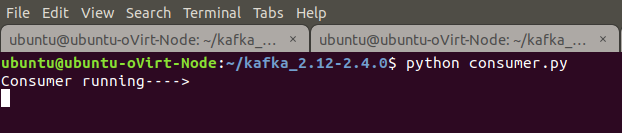 File Edit View Search Terminal Tabs Help
ubuntu@ubuntu-oVirt-Node: ~/kafka_... × ubuntu@ubuntu-oVirt-Node: ~/kafka_... ×
ubuntu@ubuntu-oVirt-Node:~/kafka_2.12-2.4.0$ python consumer.py
Consumer running---->